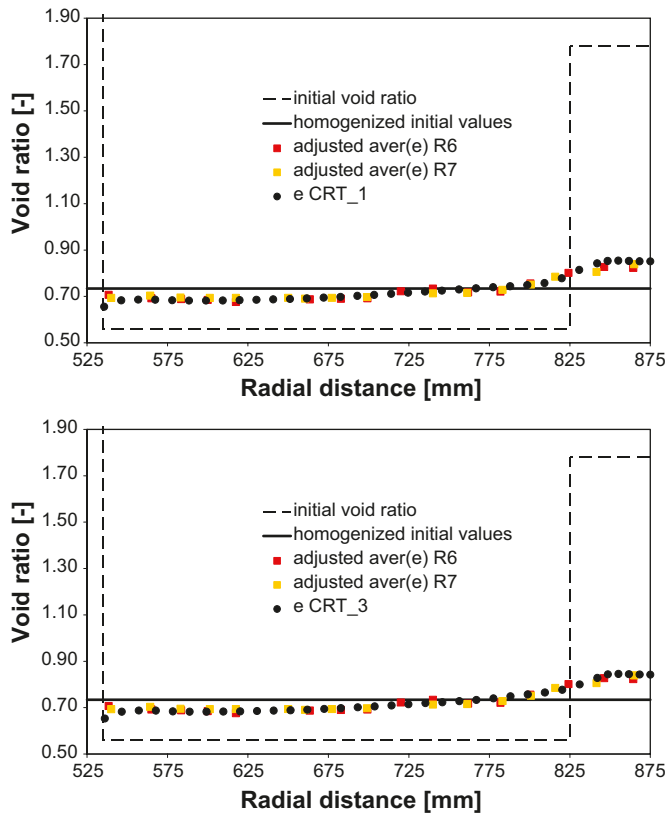 1.90
1.70
1.50
1.30
1.10
0.90
0.70
0.50
Void ratio [-]
initial void ratio
homogenized initial values
adjusted aver(e) R6
adjusted aver(e) R7
e CRT_1
525 575 625 675 725 775 825 875
Radial distance [mm]
1.90
1.70
1.50
1.30
1.10
0.90
0.70
0.50
Void ratio [-]
initial void ratio
homogenized initial values
adjusted aver(e) R6
adjusted aver(e) R7
e CRT_3
525 575 625 675 725 775 825 875
Radial distance [mm]